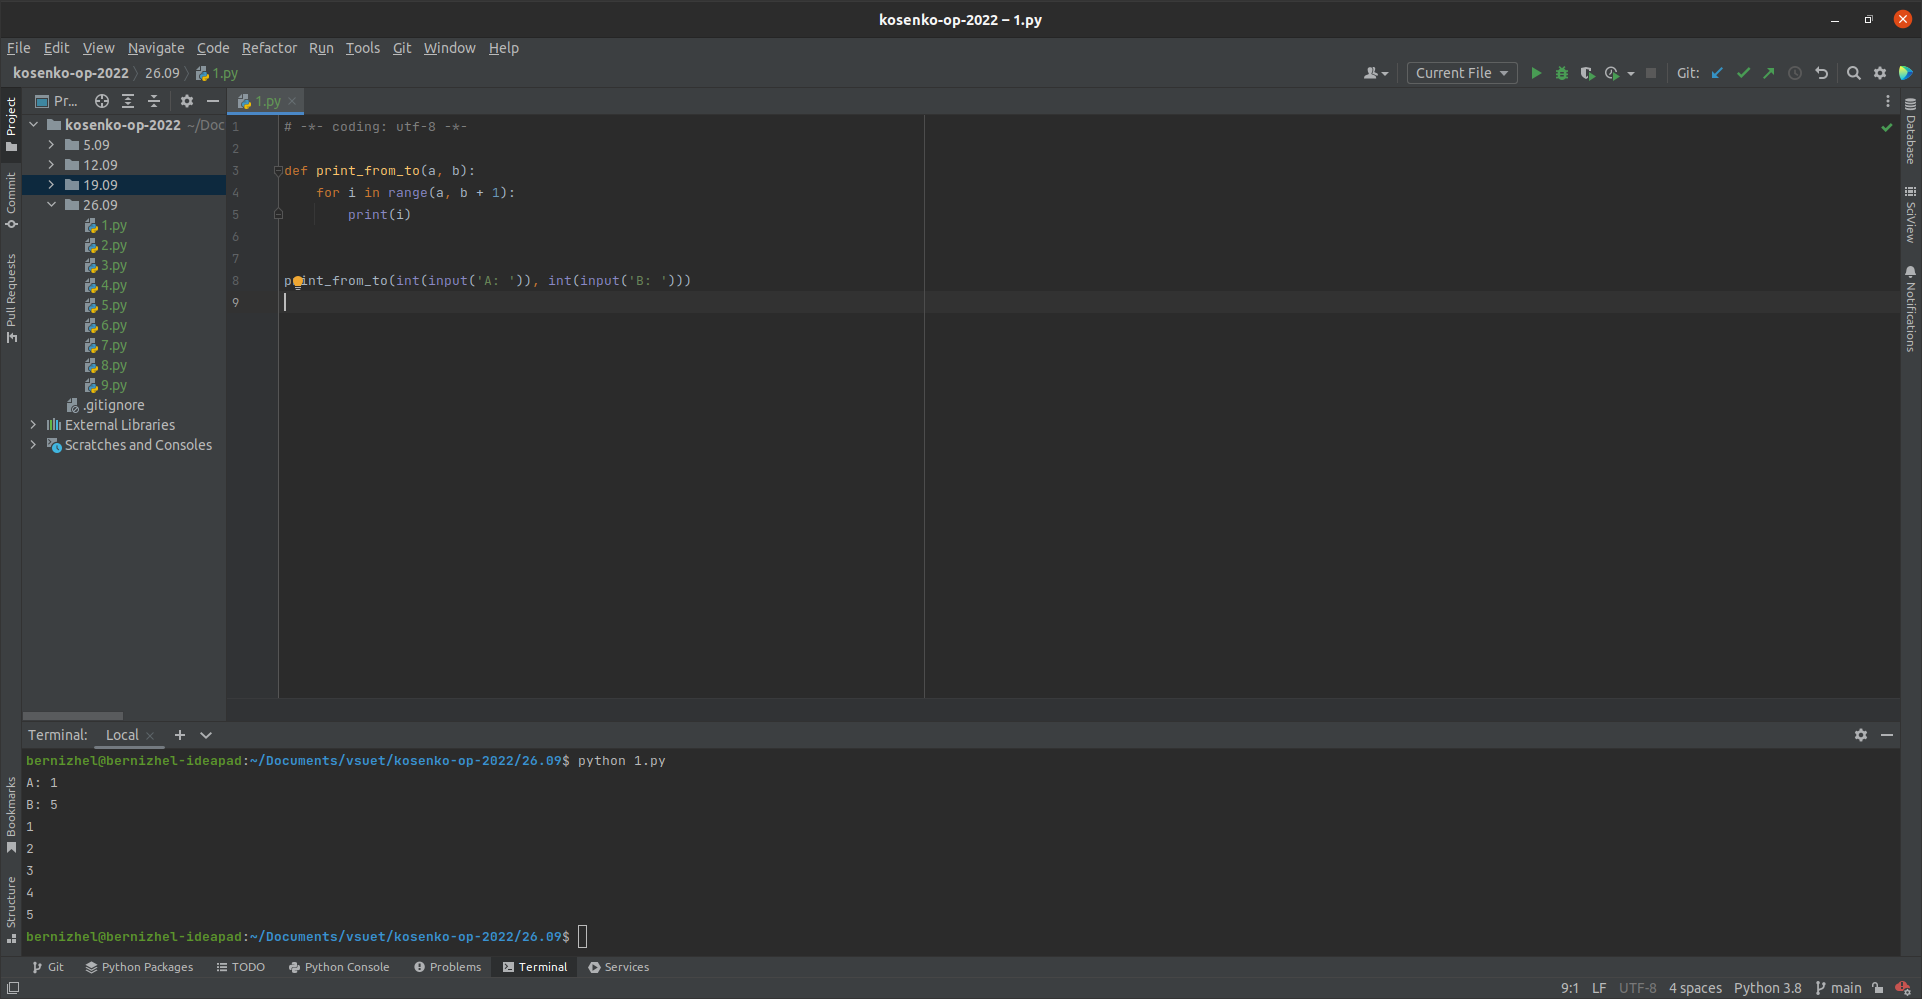 kosenko-op-2022 – 1.py
File Edit View Navigate Code Refactor Run Tools Git Window Help
kosenko-op-2022 26.09 1.py
Current File
Git:
Pr...
1.py
kosenko-op-2022 ~/Doc
5.09
12.09
19.09
26.09
1.py
2.py
3.py
4.py
5.py
6.py
7.py
8.py
9.py
.gitignore
External Libraries
Scratches and Consoles
Project
Commit
Pull Requests
Bookmarks
Structure
1 # -*- coding: utf-8 -*-
2
3 def print_from_to(a, b):
4 for i in range(a, b + 1):
5 print(i)
6
7
8 print_from_to(int(input('A: ')), int(input('B: ')))
9
Database
SciView
Notifications
Terminal: Local
bernizhel@bernizhel-ideapad:~/Documents/vsuet/kosenko-op-2022/26.09$ python 1.py
A: 1
B: 5
1
2
3
4
5
bernizhel@bernizhel-ideapad:~/Documents/vsuet/kosenko-op-2022/26.09$
Git Python Packages TODO Python Console Problems Terminal Services
9:1 LF UTF-8 4 spaces Python 3.8 main